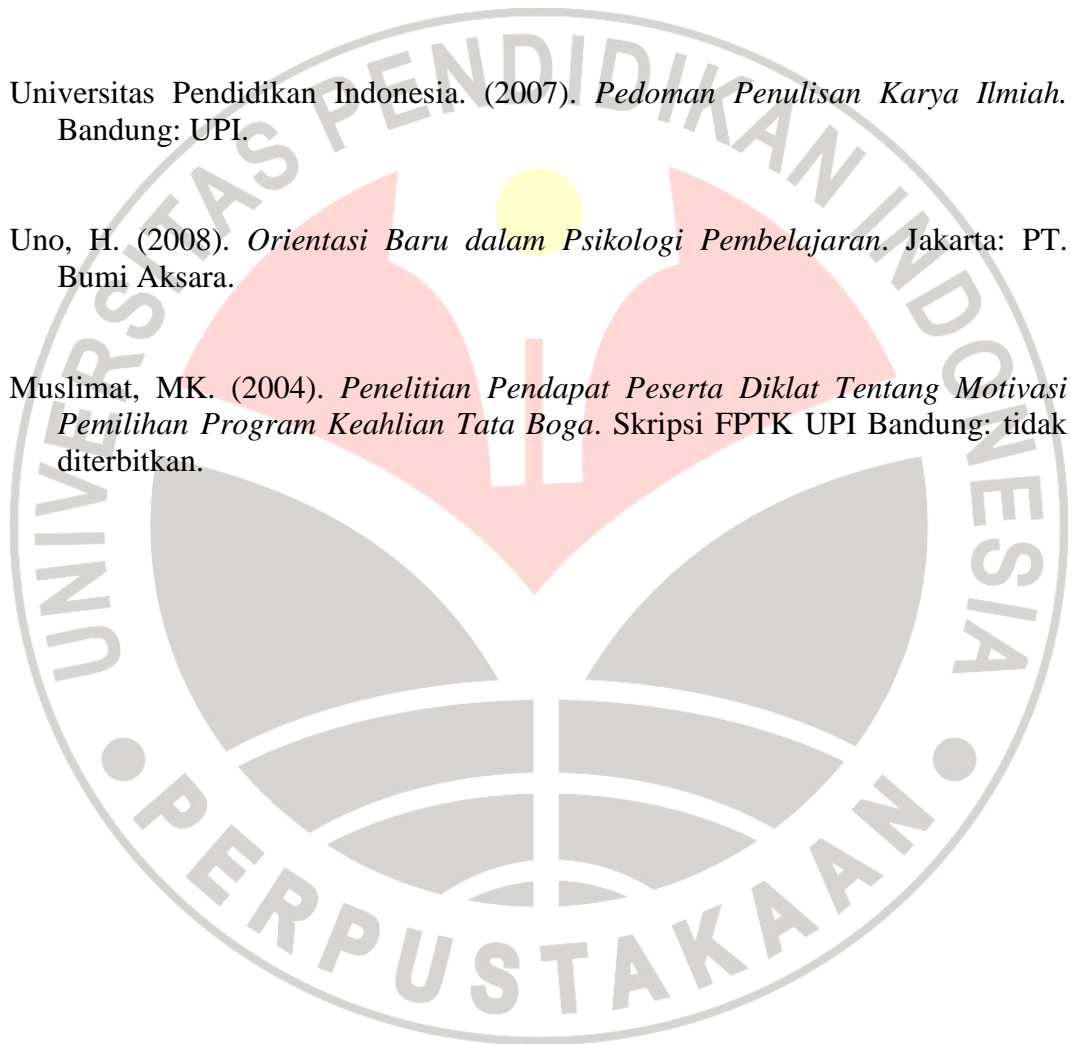 Universitas Pendidikan Indonesia. (2007). Pedoman Penulisan Karya Ilmiah.
Bandung: UPI.
Uno, H. (2008). Orientasi Baru dalam Psikologi Pembelajaran. Jakarta: PT.
Bumi Aksara.
Muslimat, MK. (2004). Penelitian Pendapat Peserta Diklat Tentang Motivasi
Pemilihan Program Keahlian Tata Boga. Skripsi FPTK UPI Bandung: tidak
diterbitkan.
UNIVERSITAS PENDIDIKAN INDONESIA
PERPUSTAKAAN